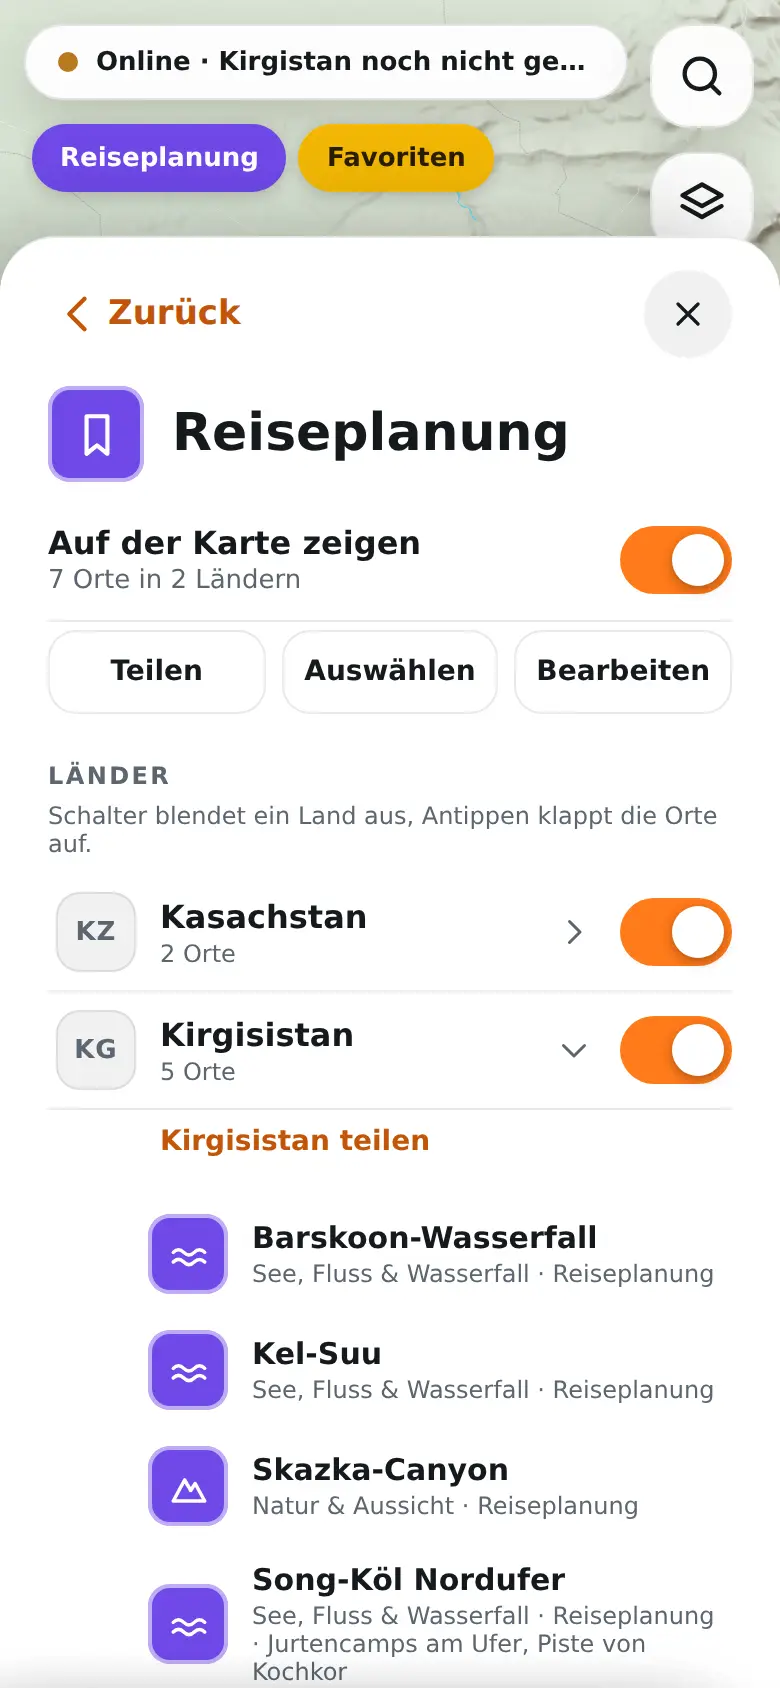 Online · Kirgistan noch nicht ge…
Reiseplanung
Favoriten
Zurück
Reiseplanung
Auf der Karte zeigen
7 Orte in 2 Ländern
Teilen
Auswählen
Bearbeiten
LÄNDER
Schalter blendet ein Land aus, Antippen klappt die Orte
auf.
KZ
Kasachstan
2 Orte
KG
Kirgisistan
5 Orte
Kirgisistan teilen
Barskoon-Wasserfall
See, Fluss & Wasserfall · Reiseplanung
Kel-Suu
See, Fluss & Wasserfall · Reiseplanung
Skazka-Canyon
Natur & Aussicht · Reiseplanung
Song-Köl Nordufer
See, Fluss & Wasserfall · Reiseplanung
· Jurtencamps am Ufer, Piste von
Kochkor